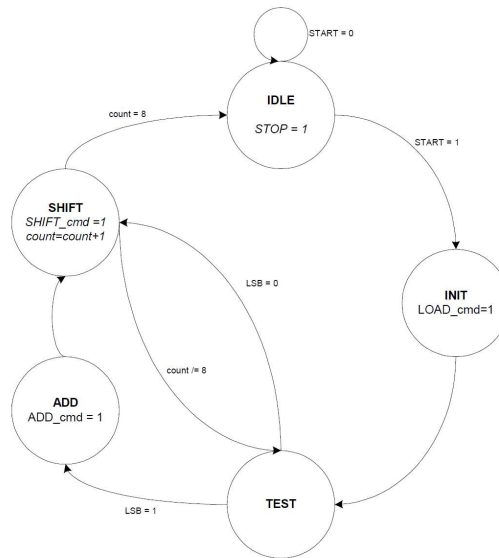 START = 0
IDLE
STOP = 1
count = 8
START = 1
SHIFT
SHIFT_cmd =1
count=count+1
LSB = 0
INIT
LOAD_cmd=1
count /= 8
ADD
ADD_cmd = 1
TEST
LSB = 1